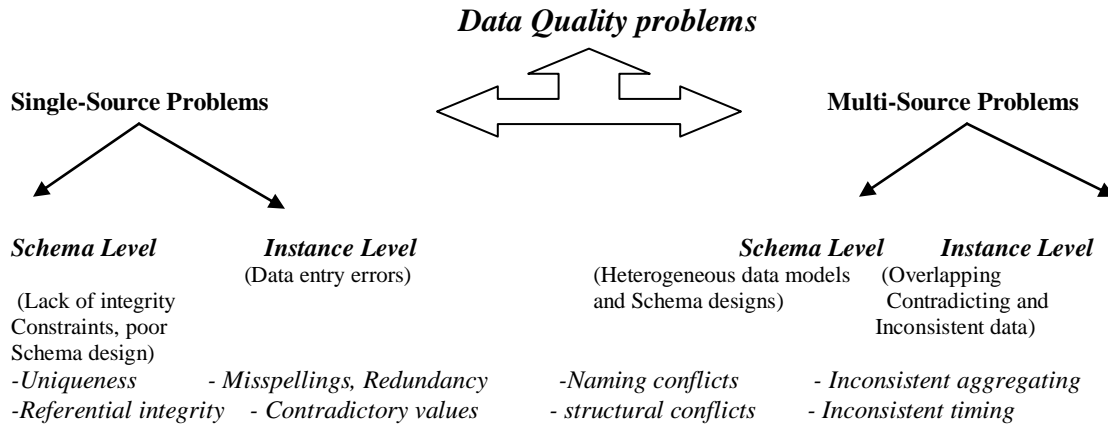 Data Quality problems
Single-Source Problems Multi-Source Problems
Schema Level Instance Level Schema Level Instance Level
(Data entry errors) (Heterogeneous data models (Overlapping
(Lack of integrity and Schema designs) Contradicting and
Constraints, poor Inconsistent data)
Schema design)
-Uniqueness - Misspellings, Redundancy -Naming conflicts - Inconsistent aggregating
-Referential integrity - Contradictory values - structural conflicts - Inconsistent timing